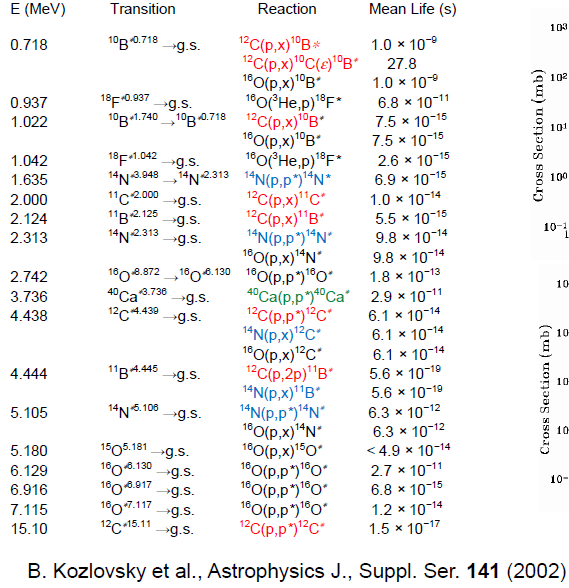 E (MeV) Transition Reaction Mean Life (s)
0.718 ¹⁰B*⁰·⁷¹⁸ →g.s. ¹²C(p,x)¹⁰B* 1.0 × 10⁻⁹
¹²C(p,x)¹⁰C(ε)¹⁰B* 27.8
¹⁶O(p,x)¹⁰B* 1.0 × 10⁻⁹
0.937 ¹⁸F*⁰·⁹³⁷ →g.s. ¹⁶O(³He,p)¹⁸F* 6.8 × 10⁻¹¹
1.022 ¹⁰B*¹·⁷⁴⁰ →¹⁰B*⁰·⁷¹⁸ ¹²C(p,x)¹⁰B* 7.5 × 10⁻¹⁵
¹⁶O(p,x)¹⁰B* 7.5 × 10⁻¹⁵
1.042 ¹⁸F*¹·⁰⁴² →g.s. ¹⁶O(³He,p)¹⁸F* 2.6 × 10⁻¹⁵
1.635 ¹⁴N*³·⁹⁴⁸ →¹⁴N*²·³¹³ ¹⁴N(p,p*)¹⁴N* 6.9 × 10⁻¹⁵
2.000 ¹¹C*²·⁰⁰⁰ →g.s. ¹²C(p,x)¹¹C* 1.0 × 10⁻¹⁴
2.124 ¹¹B*²·¹²⁵ →g.s. ¹²C(p,x)¹¹B* 5.5 × 10⁻¹⁵
2.313 ¹⁴N*²·³¹³ →g.s. ¹⁴N(p,p*)¹⁴N* 9.8 × 10⁻¹⁴
¹⁶O(p,x)¹⁴N* 9.8 × 10⁻¹⁴
2.742 ¹⁶O*⁸·⁸⁷² →¹⁶O*⁶·¹³⁰ ¹⁶O(p,p*)¹⁶O* 1.8 × 10⁻¹³
3.736 ⁴⁰Ca*³·⁷³⁶ →g.s. ⁴⁰Ca(p,p*)⁴⁰Ca* 2.9 × 10⁻¹¹
4.438 ¹²C*⁴·⁴³⁹ →g.s. ¹²C(p,p*)¹²C* 6.1 × 10⁻¹⁴
¹⁴N(p,x)¹²C* 6.1 × 10⁻¹⁴
¹⁶O(p,x)¹²C* 6.1 × 10⁻¹⁴
4.444 ¹¹B*⁴·⁴⁴⁵ →g.s. ¹²C(p,2p)¹¹B* 5.6 × 10⁻¹⁹
¹⁴N(p,x)¹¹B* 5.6 × 10⁻¹⁹
5.105 ¹⁴N*⁵·¹⁰⁶ →g.s. ¹⁴N(p,p*)¹⁴N* 6.3 × 10⁻¹²
¹⁶O(p,x)¹⁴N* 6.3 × 10⁻¹²
5.180 ¹⁵O⁵·¹⁸¹ →g.s. ¹⁶O(p,x)¹⁵O* < 4.9 × 10⁻¹⁴
6.129 ¹⁶O*⁶·¹³⁰ →g.s. ¹⁶O(p,p*)¹⁶O* 2.7 × 10⁻¹¹
6.916 ¹⁶O*⁶·⁹¹⁷ →g.s. ¹⁶O(p,p*)¹⁶O* 6.8 × 10⁻¹⁵
7.115 ¹⁶O*⁷·¹¹⁷ →g.s. ¹⁶O(p,p*)¹⁶O* 1.2 × 10⁻¹⁴
15.10 ¹²C*¹⁵·¹¹ →g.s. ¹²C(p,p*)¹²C* 1.5 × 10⁻¹⁷
B. Kozlovsky et al., Astrophysics J., Suppl. Ser. 141 (2002)
10³
10²
10¹
10⁰
10⁻¹
Cross Section (mb)
Cross Section (mb)